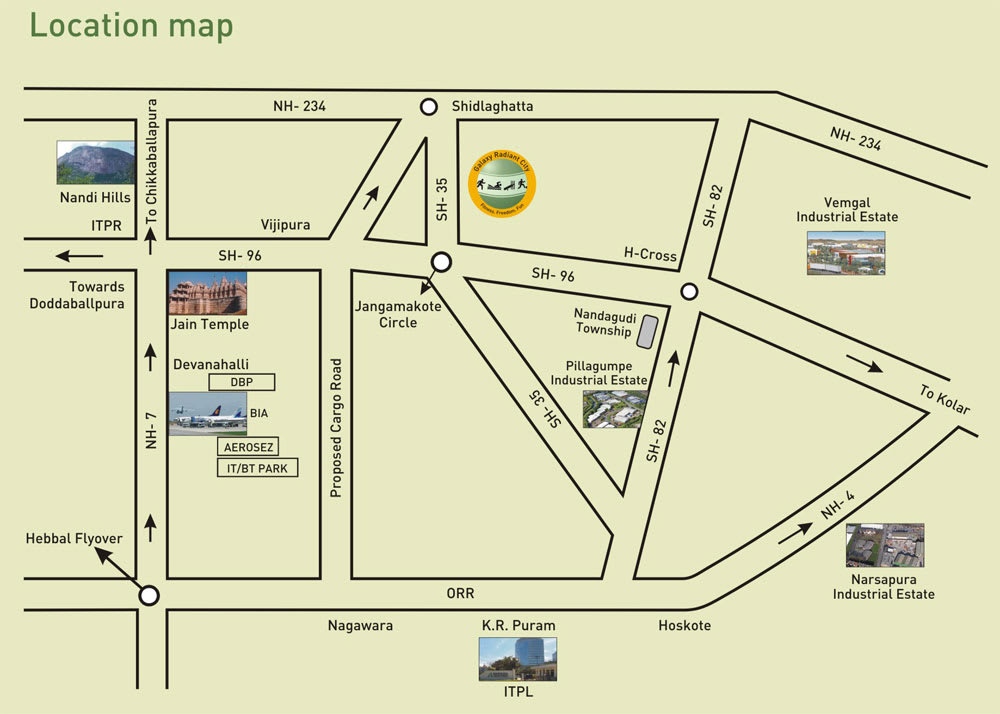 Location map
NH- 234
Shidlaghatta
NH- 234
To Chikkaballapura
Nandi Hills
ITPR
Vijipura
SH- 35
Galaxy Radiant City
Fitness, Freedom, Fun
SH- 82
Vemgal
Industrial Estate
H-Cross
SH- 96
SH- 96
Towards
Doddaballpura
Jain Temple
Jangamakote
Circle
Nandagudi
Township
Devanahalli
DBP
BIA
AEROSEZ
IT/BT PARK
NH- 7
Proposed Cargo Road
Pillagumpe
Industrial Estate
SH- 35
SH- 82
To Kolar
NH- 4
Hebbal Flyover
Narsapura
Industrial Estate
ORR
Nagawara
K.R. Puram
Hoskote
ITPL